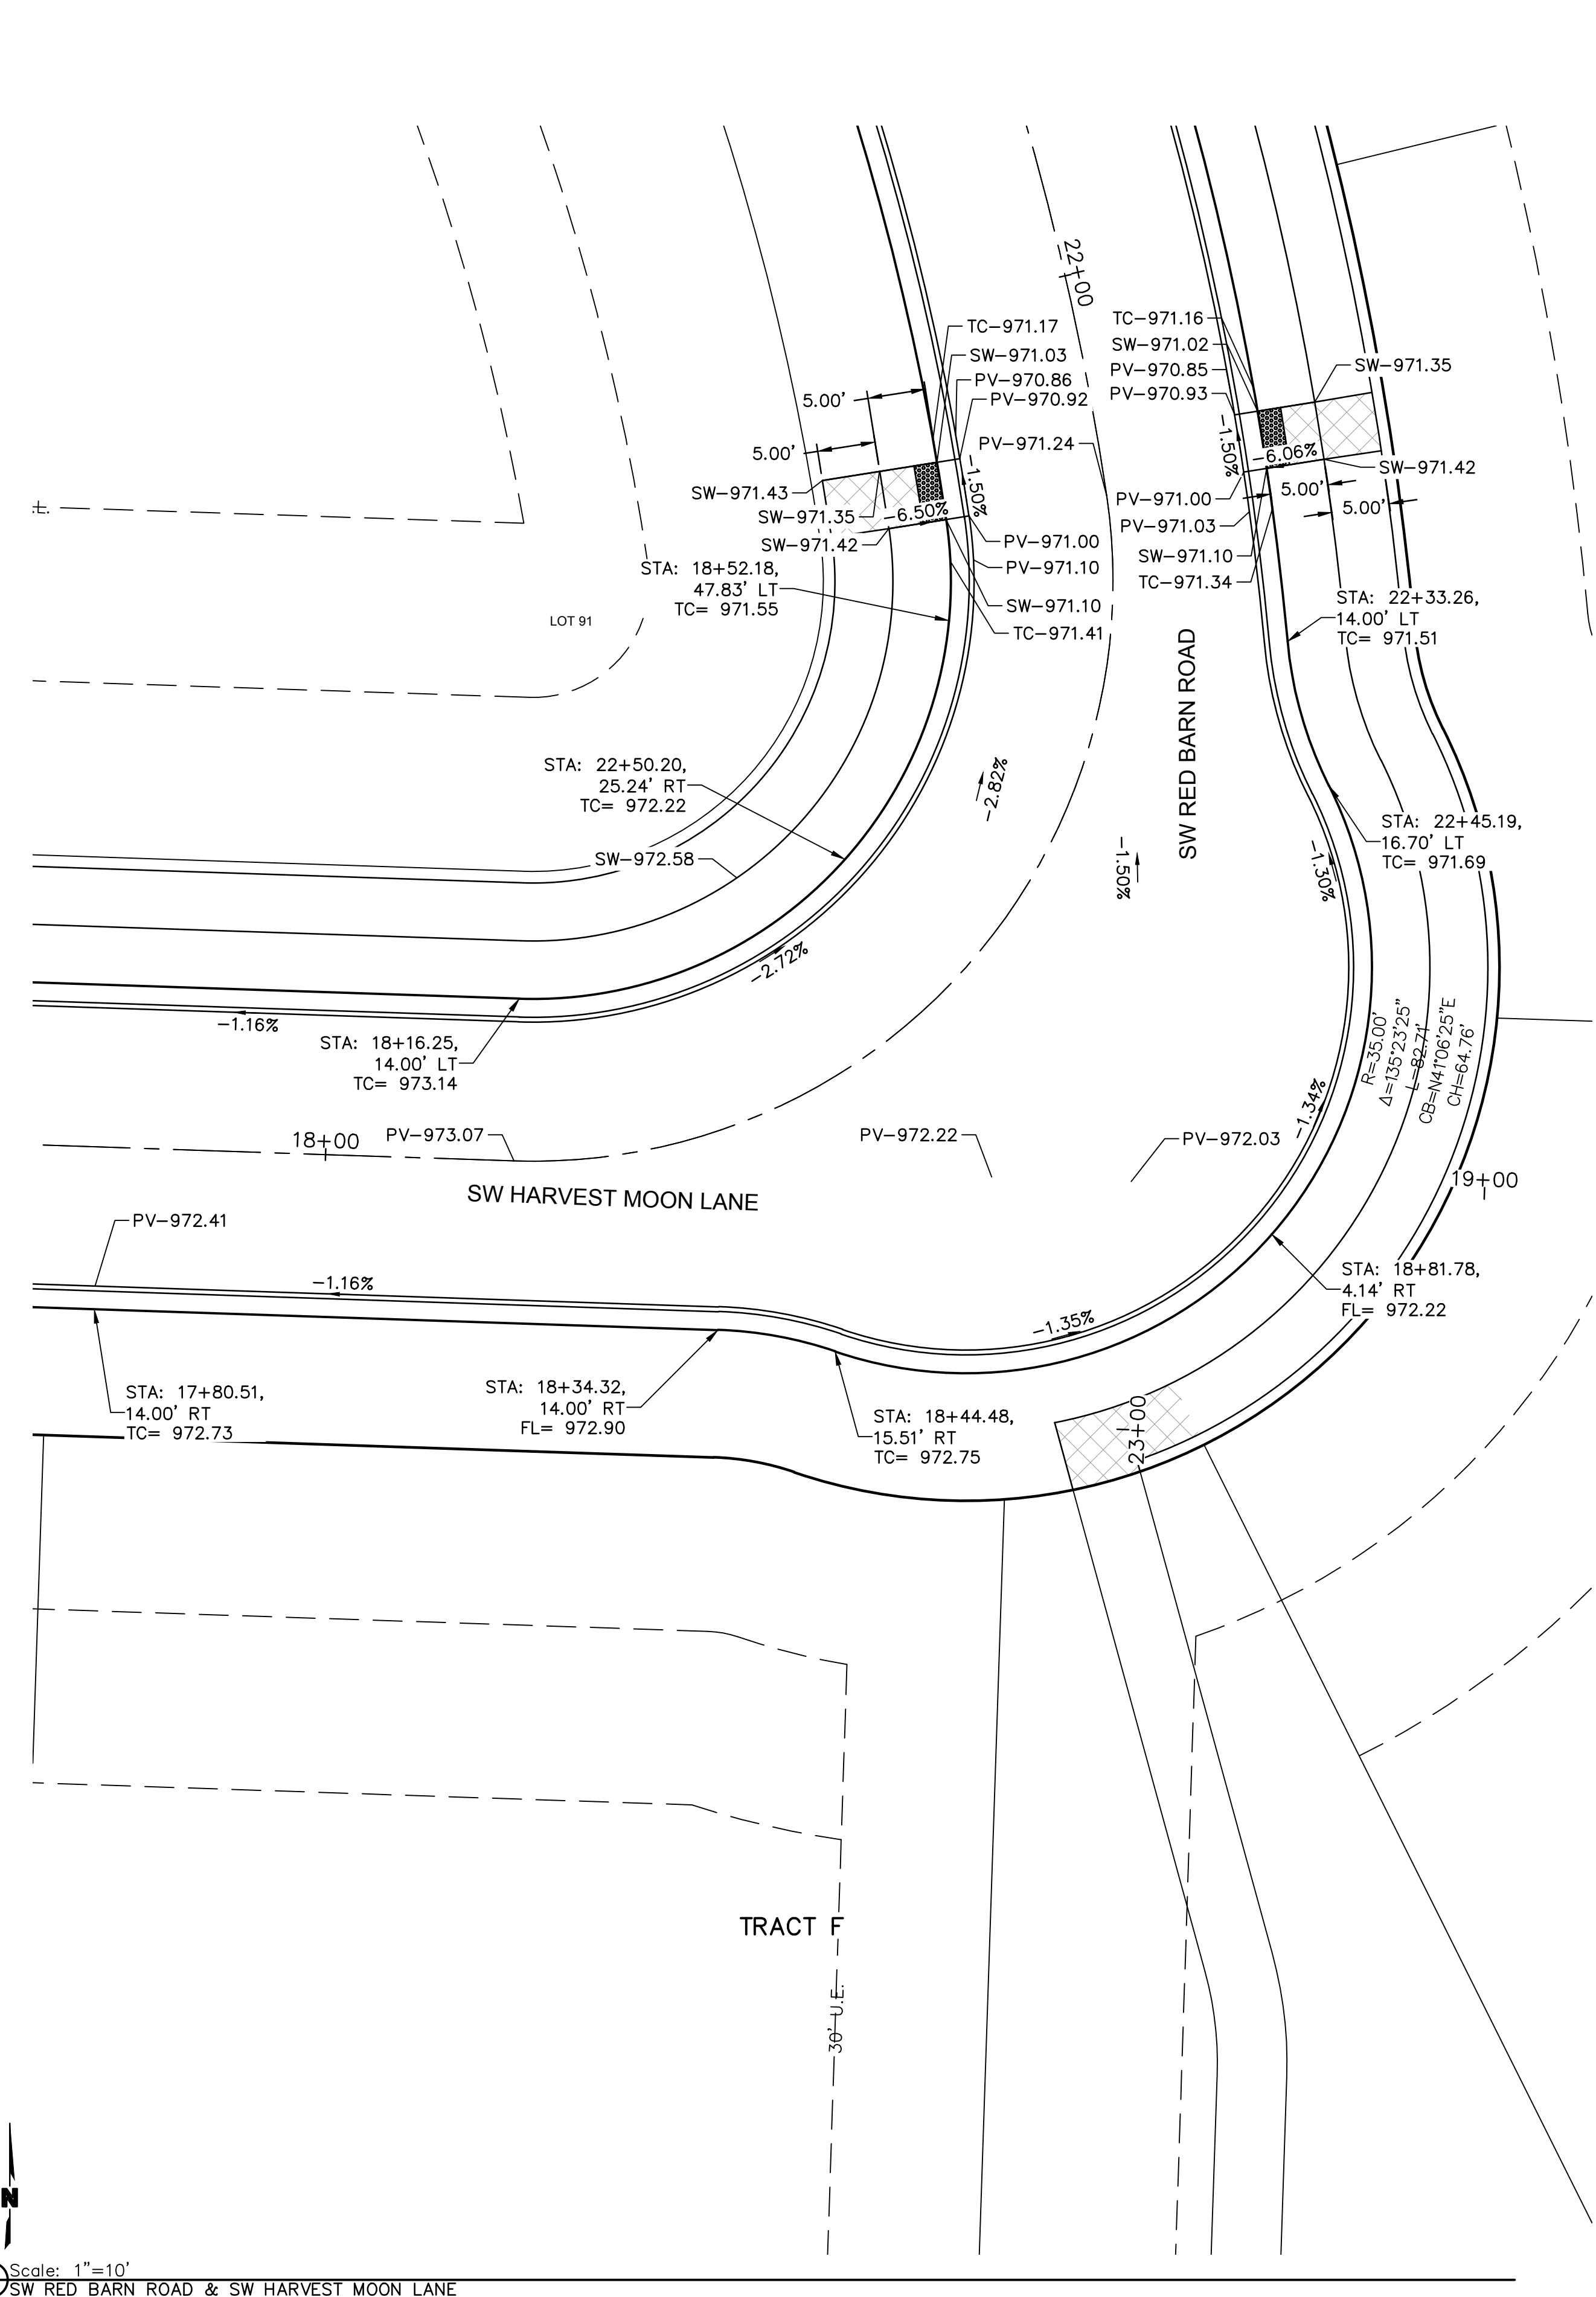 22+00
TC-971.17
SW-971.03
PV-970.86
PV-970.92
PV-971.24
5.00'
5.00'
-1.50%
SW-971.43
SW-971.35
-6.50%
SW-971.42
PV-971.00
PV-971.10
SW-971.10
TC-971.41
TC-971.16
SW-971.02
PV-970.85
PV-970.93
SW-971.35
-1.50%
-6.06%
SW-971.42
5.00'
5.00'
PV-971.00
PV-971.03
SW-971.10
TC-971.34
STA: 18+52.18,
47.83' LT
TC= 971.55
LOT 91
STA: 22+33.26,
14.00' LT
TC= 971.51
SW RED BARN ROAD
STA: 22+50.20,
25.24' RT
TC= 972.22
SW-972.58
-2.82%
-1.50%
-1.30%
STA: 22+45.19,
16.70' LT
TC= 971.69
-2.72%
-1.16%
STA: 18+16.25,
14.00' LT
TC= 973.14
R=35.00'
Δ=135°23'25"
L=82.71'
CB=N41°06'25"E
CH=64.76'
-1.34%
18+00
PV-973.07
PV-972.22
PV-972.03
19+00
SW HARVEST MOON LANE
PV-972.41
-1.16%
-1.35%
STA: 18+81.78,
4.14' RT
FL= 972.22
STA: 17+80.51,
14.00' RT
TC= 972.73
STA: 18+34.32,
14.00' RT
FL= 972.90
STA: 18+44.48,
15.51' RT
TC= 972.75
23+00
TRACT F
30' U.E.
N
Scale: 1"=10'
SW RED BARN ROAD & SW HARVEST MOON LANE